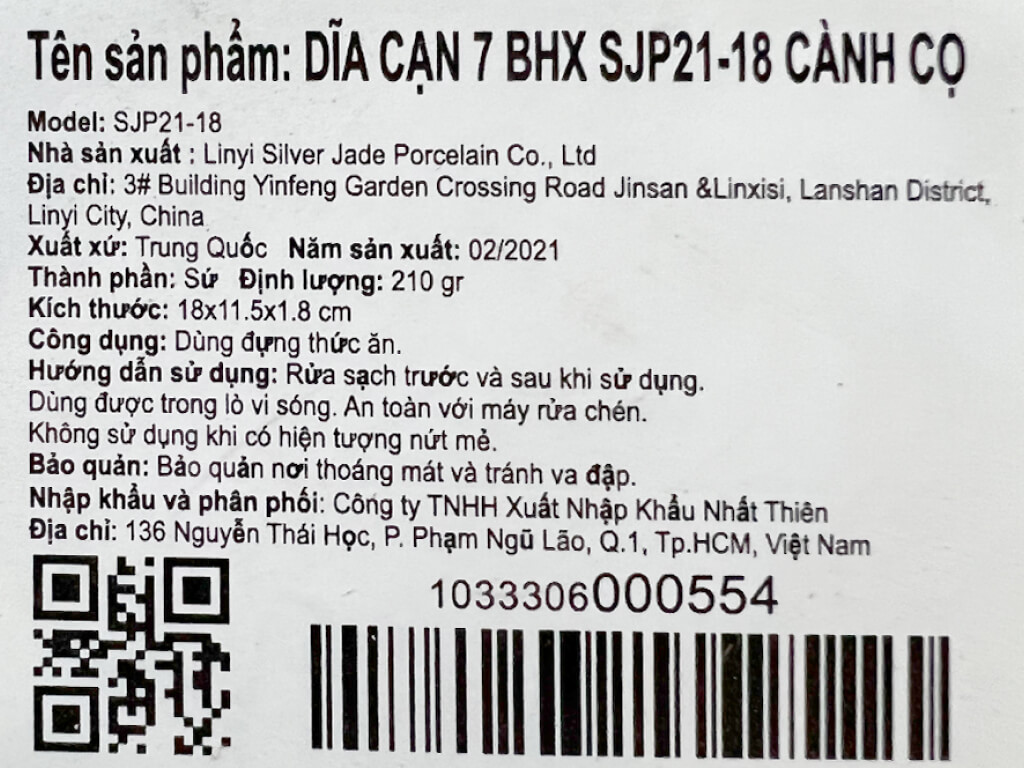 Tên sản phẩm: DĨA CẠN 7 BHX SJP21-18 CÀNH CỌ
Model: SJP21-18
Nhà sản xuất : Linyi Silver Jade Porcelain Co., Ltd
Địa chỉ: 3# Building Yinfeng Garden Crossing Road Jinsan &Linxisi, Lanshan District,
Linyi City, China
Xuất xứ: Trung Quốc Năm sản xuất: 02/2021
Thành phần: Sứ Định lượng: 210 gr
Kích thước: 18x11.5x1.8 cm
Công dụng: Dùng đựng thức ăn.
Hướng dẫn sử dụng: Rửa sạch trước và sau khi sử dụng.
Dùng được trong lò vi sóng. An toàn với máy rửa chén.
Không sử dụng khi có hiện tượng nứt mẻ.
Bảo quản: Bảo quản nơi thoáng mát và tránh va đập.
Nhập khẩu và phân phối: Công ty TNHH Xuất Nhập Khẩu Nhất Thiên
Địa chỉ: 136 Nguyễn Thái Học, P. Phạm Ngũ Lão, Q.1, Tp.HCM, Việt Nam
1033306000554